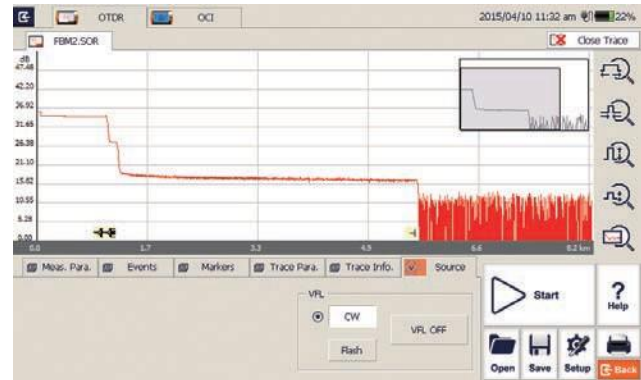 OTDR OCI 2015/04/10 11:32 am 22%
FBM2.SOR Close Trace
dB
47.48
42.20
36.92
31.65
26.38
21.10
15.82
10.55
5.28
0.00
0.0 1.7 3.3 4.9 6.6 8.2 km
Meas. Para. Events Markers Trace Para. Trace Info. Source
VFL
CW
VFL OFF
Flash
Start
?
Help
Open Save Setup Back